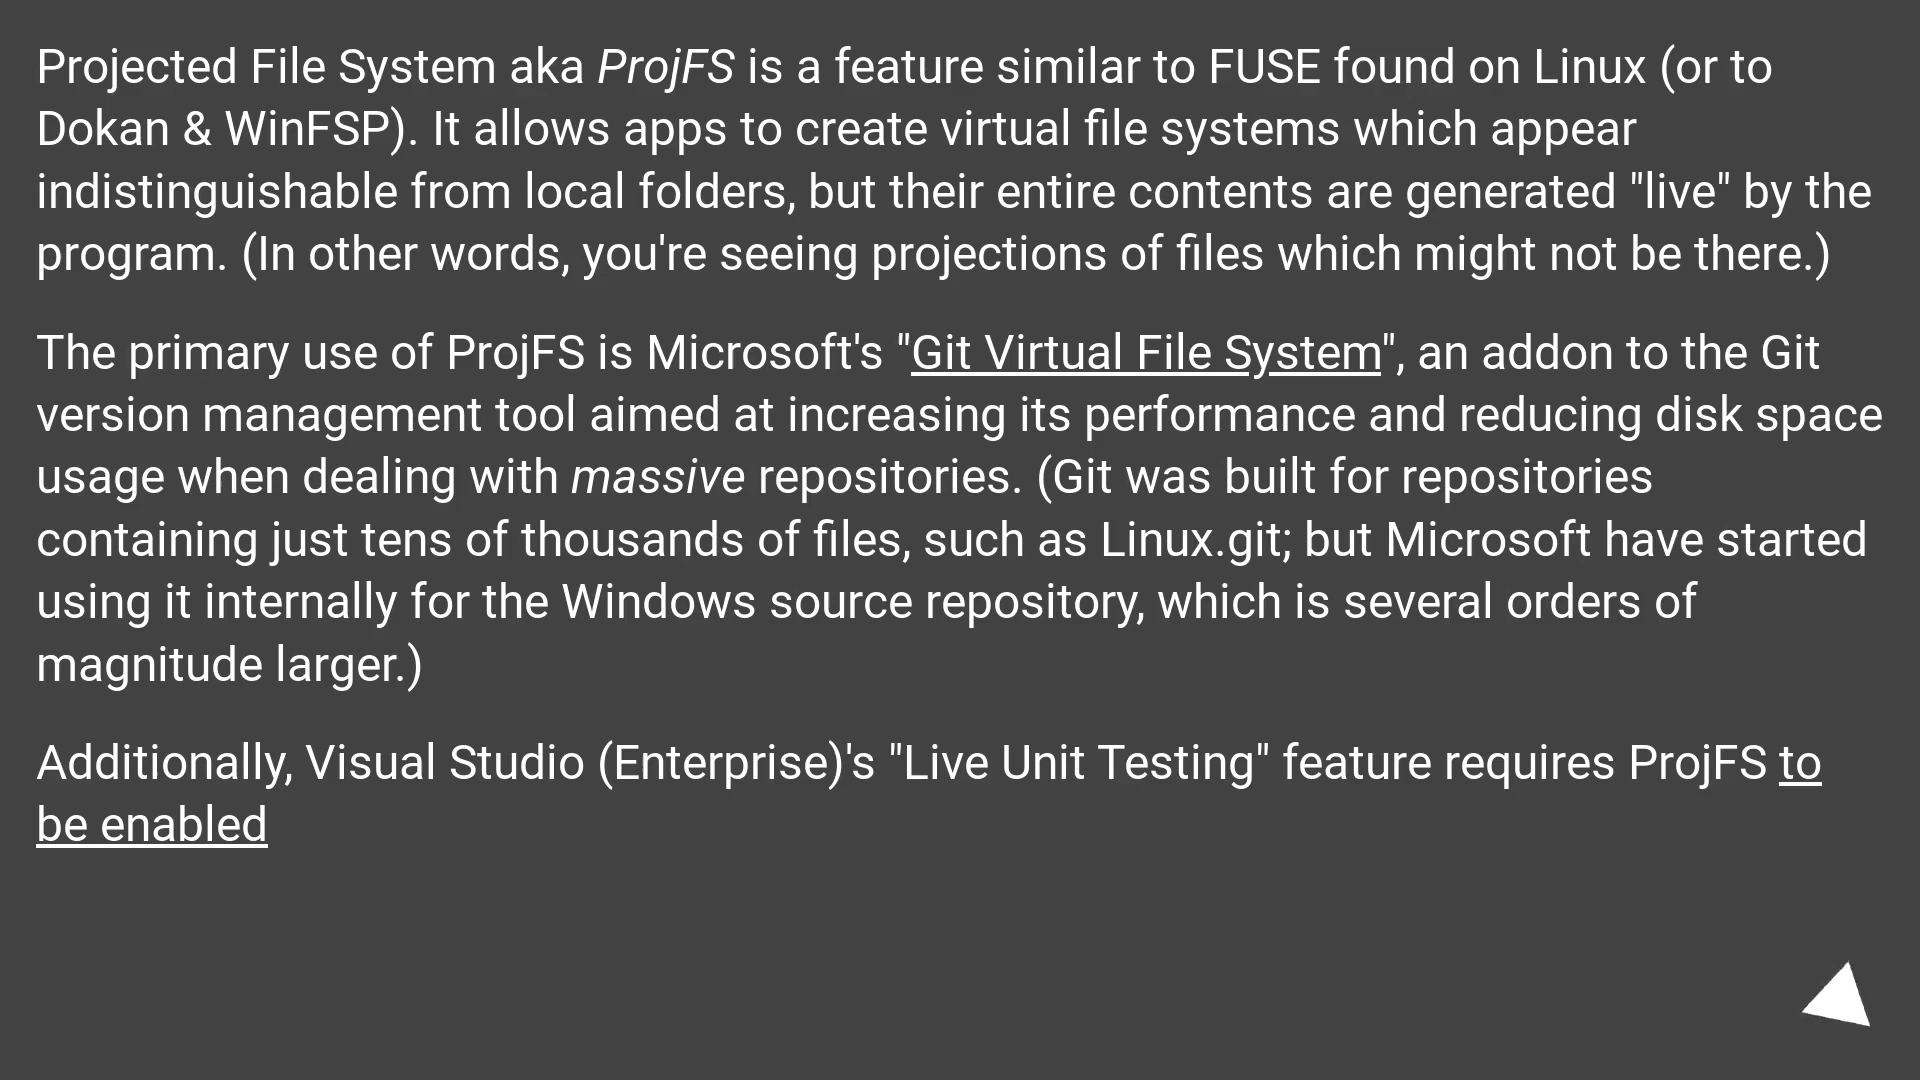 Projected File System aka ProjFS is a feature similar to FUSE found on Linux (or to
Dokan & WinFSP). It allows apps to create virtual file systems which appear
indistinguishable from local folders, but their entire contents are generated "live" by the
program. (In other words, you're seeing projections of files which might not be there.)
The primary use of ProjFS is Microsoft's "Git Virtual File System", an addon to the Git
version management tool aimed at increasing its performance and reducing disk space
usage when dealing with massive repositories. (Git was built for repositories
containing just tens of thousands of files, such as Linux.git; but Microsoft have started
using it internally for the Windows source repository, which is several orders of
magnitude larger.)
Additionally, Visual Studio (Enterprise)'s "Live Unit Testing" feature requires ProjFS to
be enabled